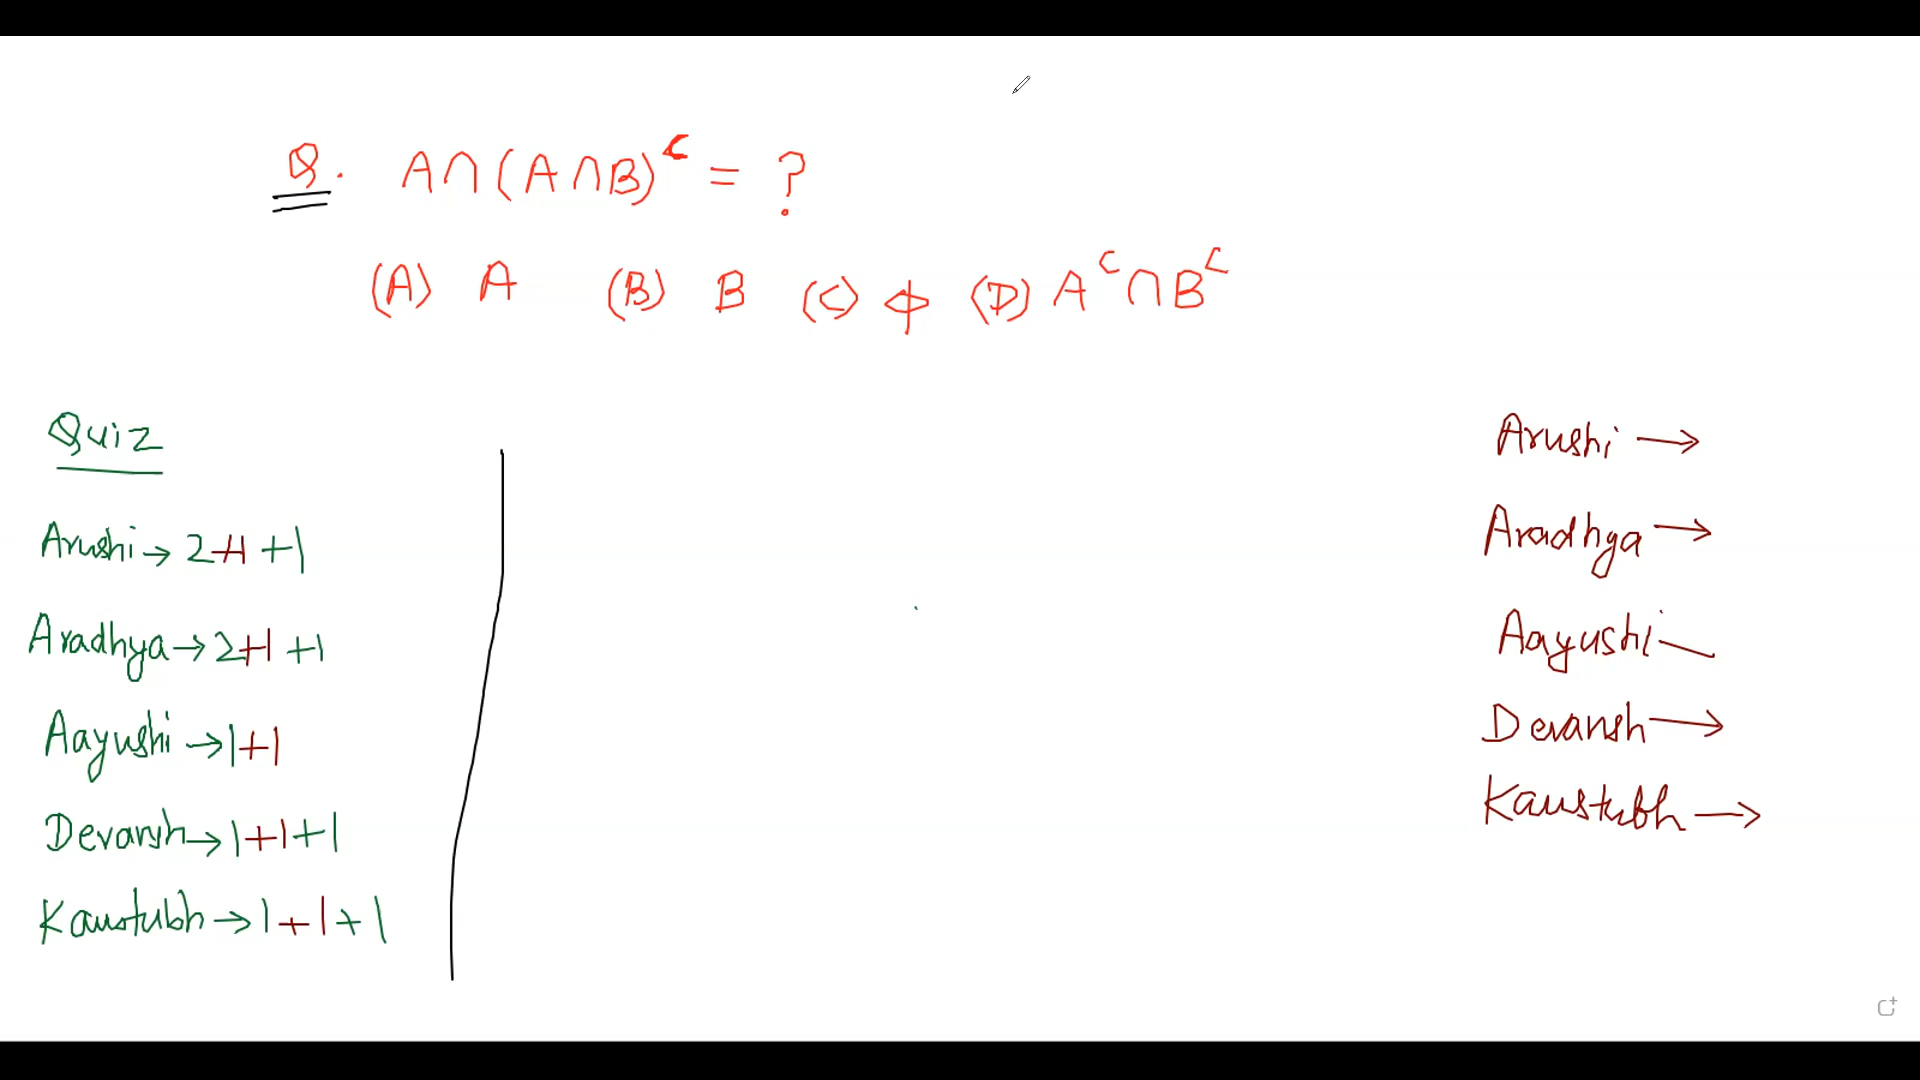 Q. A∩(A∩B)ᶜ = ?
(A) A (B) B (C) ϕ (D) Aᶜ∩Bᶜ
Quiz
Arushi → 2+1 +1
Aradhya → 2+1 +1
Aayushi → 1+1
Devansh → 1+1+1
Kaustubh → 1+1+1
Arushi →
Aradhya →
Aayushi —
Devansh →
Kaustubh →